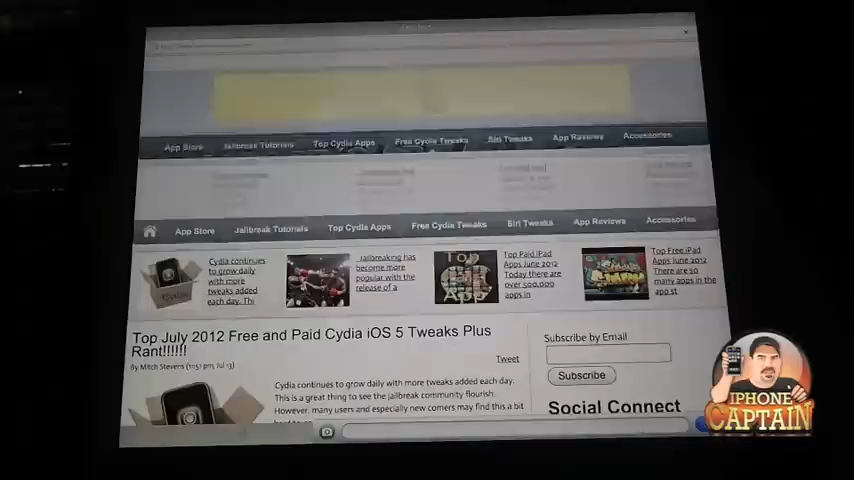 App Store Jailbreak Tutorials Top Cydia Apps Free Cydia Tweaks Siri Tweaks App Reviews Accessories
App Store Jailbreak Tutorials Top Cydia Apps Free Cydia Tweaks Siri Tweaks App Reviews Accessories
Cydia continues
to grow daily
with more
tweaks added
each day. Thi
Jailbreaking has
become more
popular with the
release of a
Top
App
Top Paid iPad
Apps June 2012
Today there are
over 500,000
apps in
Top Free iPad
Apps June 2012
There are so
many apps in the
app st
Top July 2012 Free and Paid Cydia iOS 5 Tweaks Plus
Rant!!!!!!
By Mitch Stevens (11:51 pm, Jul 13)
Tweet
Cydia continues to grow daily with more tweaks added each day.
This is a great thing to see the jailbreak community flourish.
However, many users and especially new comers may find this a bit
Subscribe by Email
Subscribe
Social Connect
IPHONE
CAPTAIN